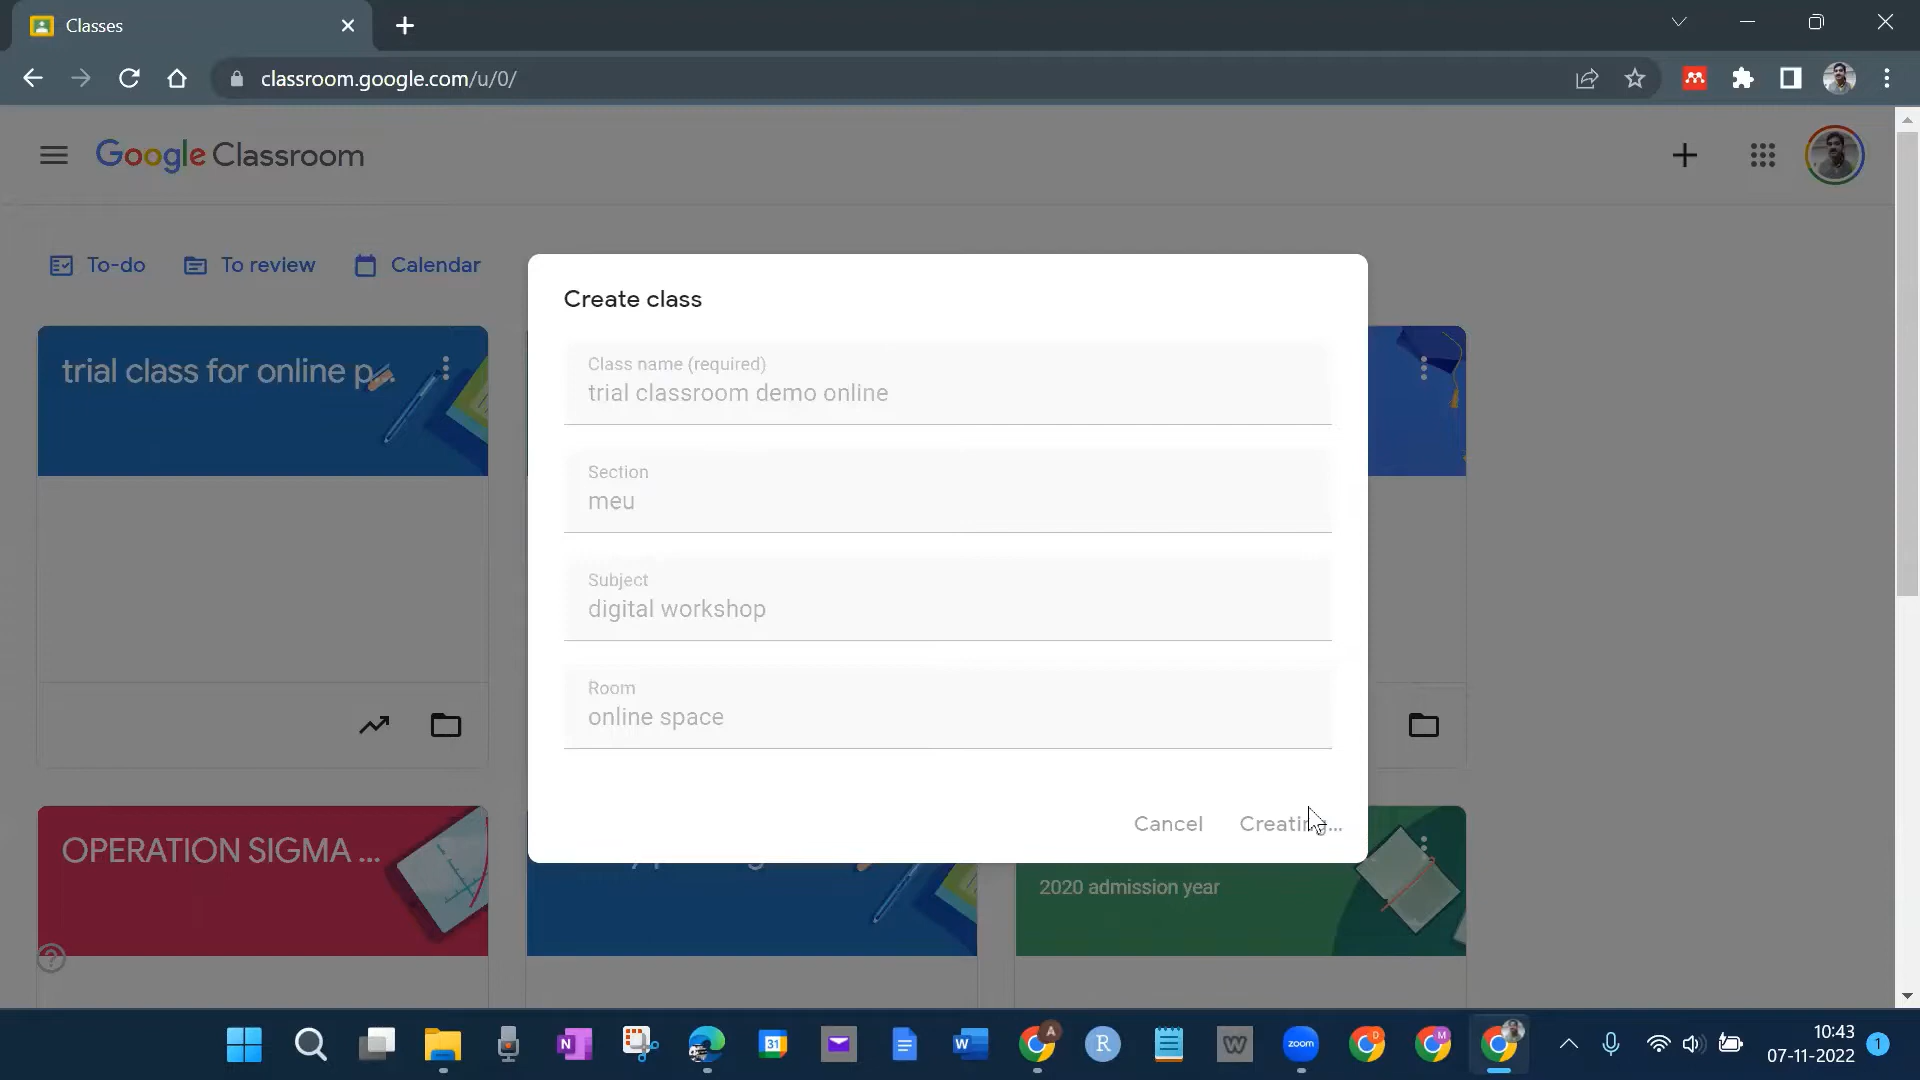 Classes
classroom.google.com/u/0/
Google Classroom
To-do
To review
Calendar
trial class for online p...
Create class
Class name (required)
trial classroom demo online
Section
meu
Subject
digital workshop
Room
online space
Cancel
OPERATION SIGMA ...
2020 admission year
zoom
10:43
07-11-2022
1